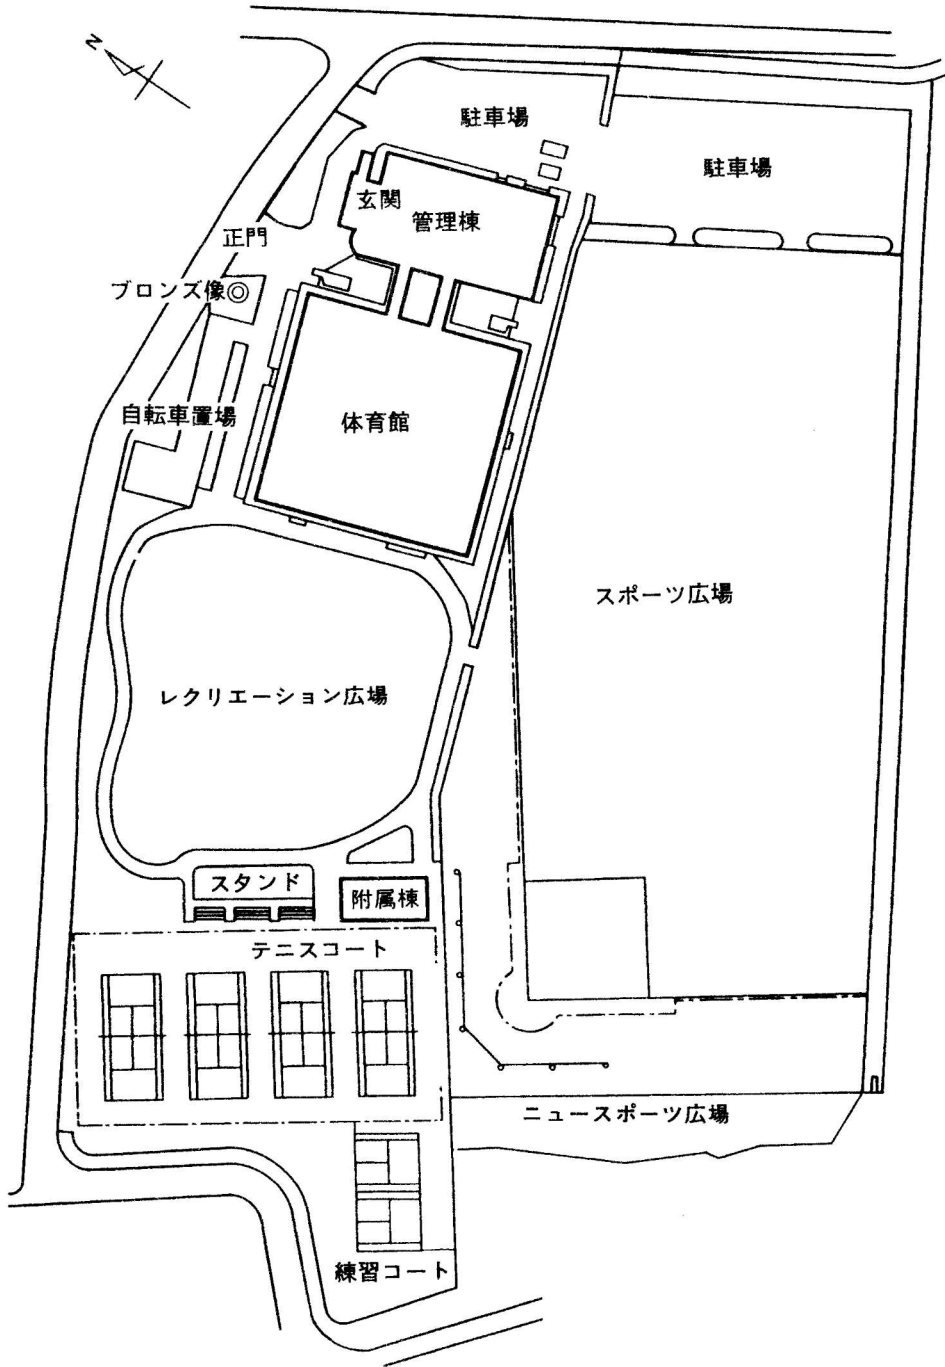 N
駐車場
駐車場
玄関
管理棟
正門
ブロンズ像
自転車置場
体育館
スポーツ広場
レクリエーション広場
スタンド
附属棟
テニスコート
ニュースポーツ広場
練習コート